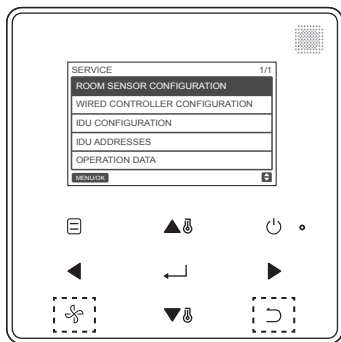 SERVICE 1/1
ROOM SENSOR CONFIGURATION
WIRED CONTROLLER CONFIGURATION
IDU CONFIGURATION
IDU ADDRESSES
OPERATION DATA
MENU/OK